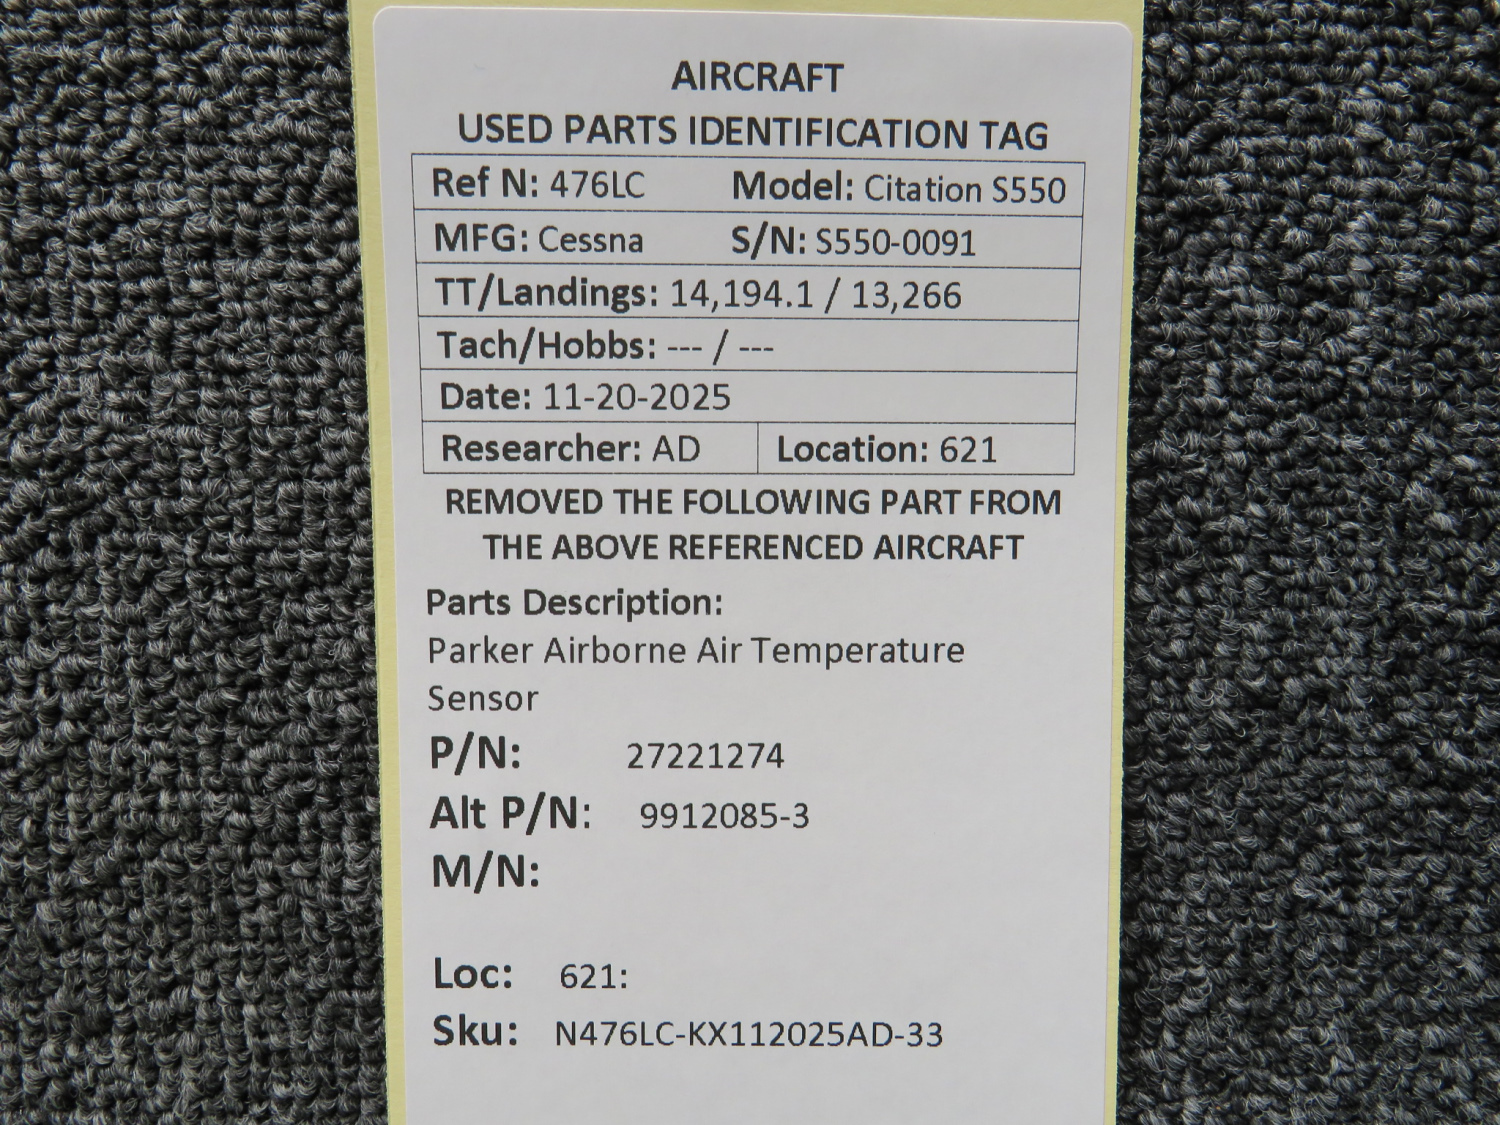 AIRCRAFT
USED PARTS IDENTIFICATION TAG
Ref N: 476LC Model: Citation S550
MFG: Cessna S/N: S550-0091
TT/Landings: 14,194.1 / 13,266
Tach/Hobbs: --- / ---
Date: 11-20-2025
Researcher: AD Location: 621
REMOVED THE FOLLOWING PART FROM
THE ABOVE REFERENCED AIRCRAFT
Parts Description:
Parker Airborne Air Temperature
Sensor
P/N: 27221274
Alt P/N: 9912085-3
M/N:
Loc: 621:
Sku: N476LC-KX112025AD-33